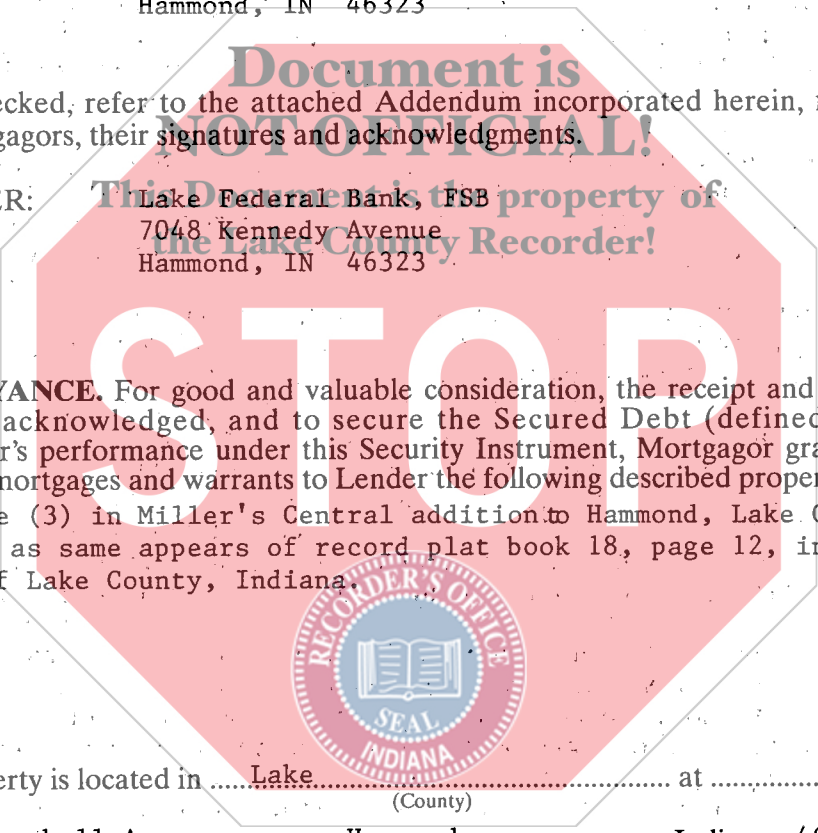 Hammond, IN 46323
Document is
ecked, refer to the attached Addendum incorporated herein,
gagors, their signatures and acknowledgments.
NOT OFFICIAL!
ER: Lake Federal Bank, FSB
This Document is the property of
7048 Kennedy Avenue
the Lake County Recorder!
Hammond, IN 46323
STOP
YANCE. For good and valuable consideration, the receipt and
acknowledged, and to secure the Secured Debt (defined
r's performance under this Security Instrument, Mortgagor gra
mortgages and warrants to Lender the following described proper
e (3) in Miller's Central addition to Hammond, Lake
as same appears of record plat book 18, page 12, in
f Lake County, Indiana.
RECORDER'S OFFICE
SEAL
INDIANA
erty is located in Lake at
(County)